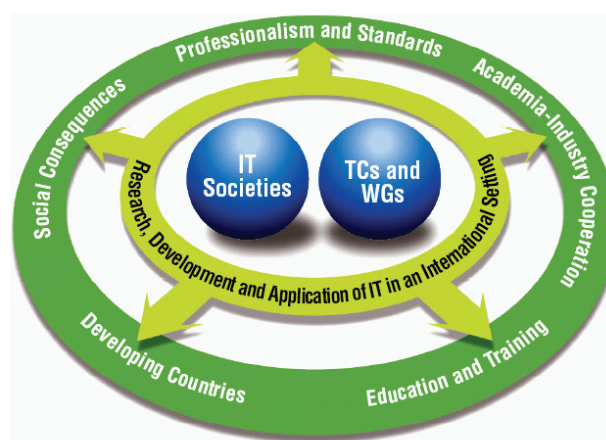 Professionalism and Standards
Social Consequences
Academia-Industry Cooperation
IT
Societies
TCs and
WGs
Research, Development and Application of IT in an International Setting
Developing Countries
Education and Training